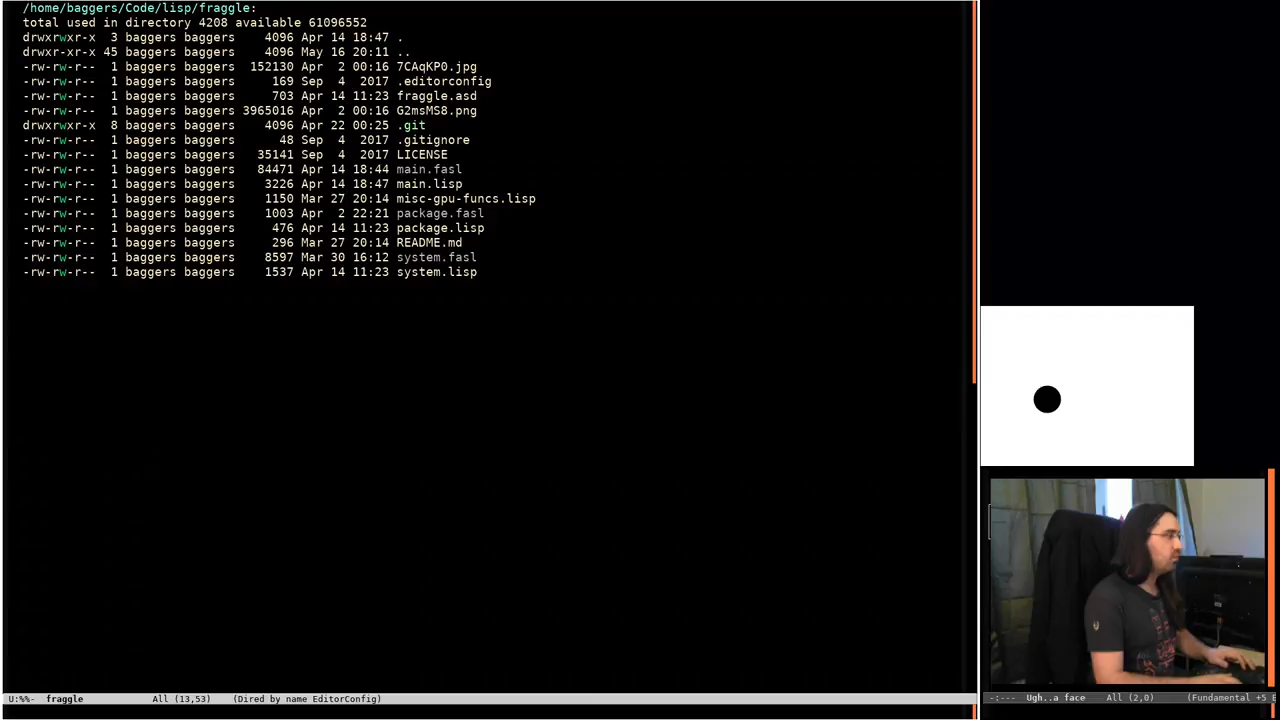 /home/baggers/Code/lisp/fraggle:
total used in directory 4208 available 61096552
drwxrwxr-x 3 baggers baggers 4096 Apr 14 18:47 .
drwxr-xr-x 45 baggers baggers 4096 May 16 20:11 ..
-rw-rw-r-- 1 baggers baggers 152130 Apr 2 00:16 7CAqKP0.jpg
-rw-rw-r-- 1 baggers baggers 169 Sep 4 2017 .editorconfig
-rw-rw-r-- 1 baggers baggers 703 Apr 14 11:23 fraggle.asd
-rw-rw-r-- 1 baggers baggers 3965016 Apr 2 00:16 G2msMS8.png
drwxrwxr-x 8 baggers baggers 4096 Apr 22 00:25 .git
-rw-rw-r-- 1 baggers baggers 48 Sep 4 2017 .gitignore
-rw-rw-r-- 1 baggers baggers 35141 Sep 4 2017 LICENSE
-rw-rw-r-- 1 baggers baggers 84471 Apr 14 18:44 main.fasl
-rw-rw-r-- 1 baggers baggers 3226 Apr 14 18:47 main.lisp
-rw-rw-r-- 1 baggers baggers 1150 Mar 27 20:14 misc-gpu-funcs.lisp
-rw-rw-r-- 1 baggers baggers 1003 Apr 2 22:21 package.fasl
-rw-rw-r-- 1 baggers baggers 476 Apr 14 11:23 package.lisp
-rw-rw-r-- 1 baggers baggers 296 Mar 27 20:14 README.md
-rw-rw-r-- 1 baggers baggers 8597 Mar 30 16:12 system.fasl
-rw-rw-r-- 1 baggers baggers 1537 Apr 14 11:23 system.lisp
U:%%- fraggle All (13,53) (Dired by name EditorConfig)
-:--- Ugh..a face All (2,0) (Fundamental +5 E